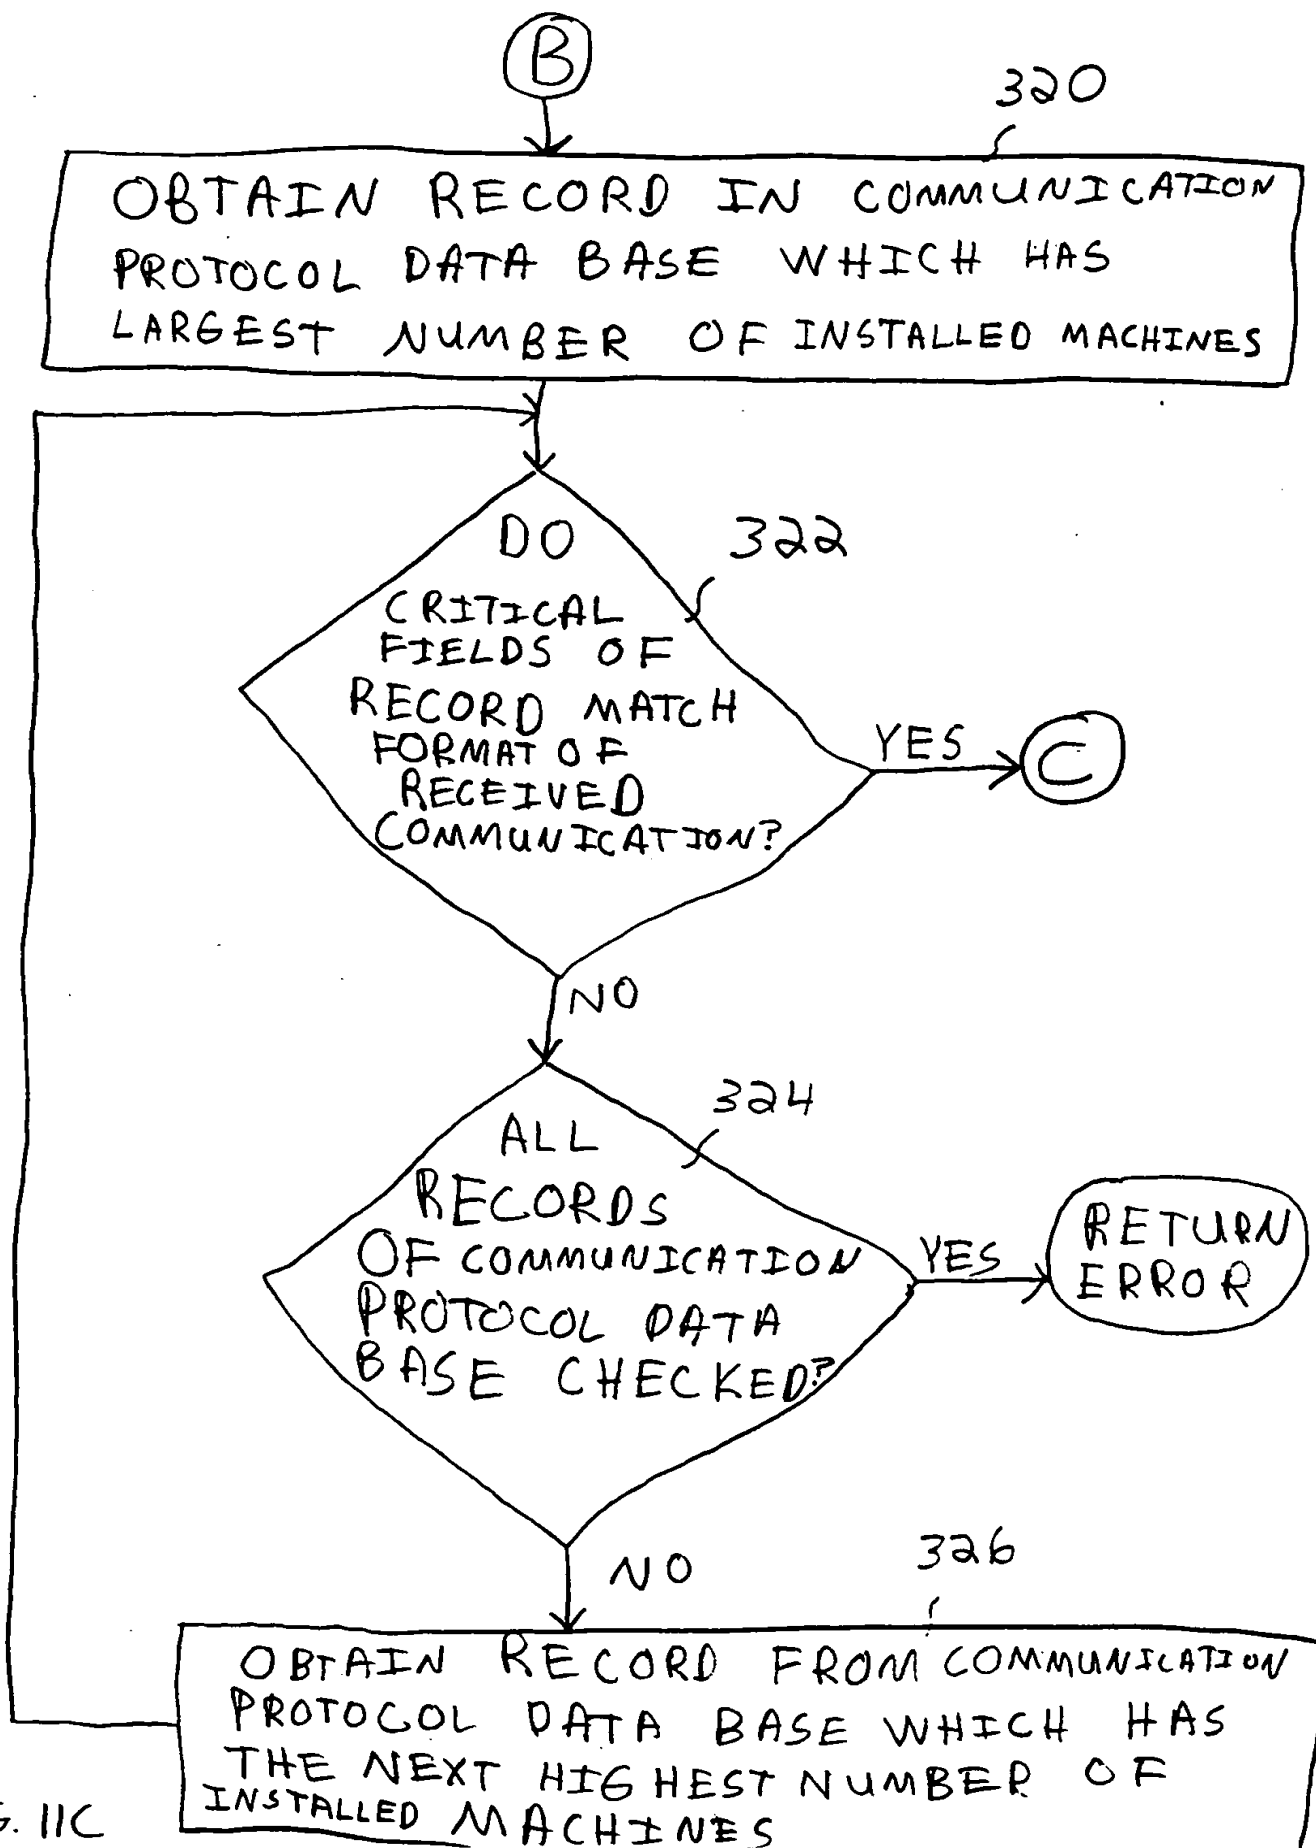 B
320
OBTAIN RECORD IN COMMUNICATION
PROTOCOL DATA BASE WHICH HAS
LARGEST NUMBER OF INSTALLED MACHINES
DO
322
CRITICAL
FIELDS OF
RECORD MATCH
FORMAT OF
RECEIVED
COMMUNICATION?
YES
C
NO
324
ALL
RECORDS
OF COMMUNICATION
PROTOCOL DATA
BASE CHECKED?
YES
RETURN
ERROR
NO
326
OBTAIN RECORD FROM COMMUNICATION
PROTOCOL DATA BASE WHICH HAS
THE NEXT HIGHEST NUMBER OF
INSTALLED MACHINES
G. 11C